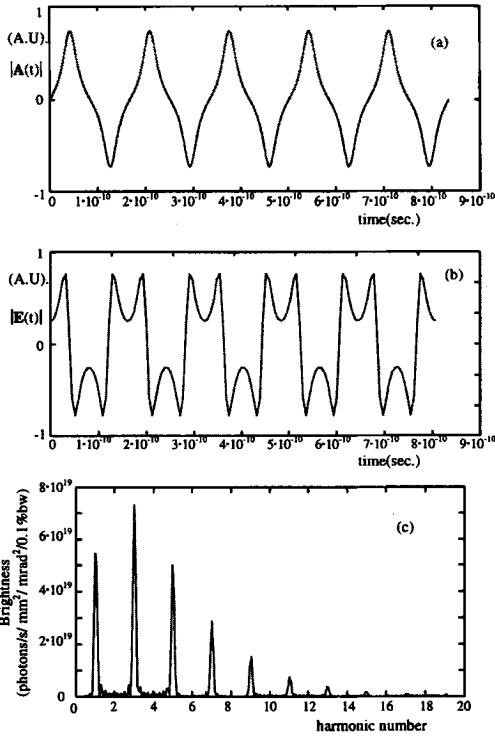 1
(A.U)
(a)
|A(t)|
0
-1
0 1·10⁻¹⁰ 2·10⁻¹⁰ 3·10⁻¹⁰ 4·10⁻¹⁰ 5·10⁻¹⁰ 6·10⁻¹⁰ 7·10⁻¹⁰ 8·10⁻¹⁰ 9·10⁻¹⁰
time(sec.)
1
(A.U)
(b)
|E(t)|
0
-1
0 1·10⁻¹⁰ 2·10⁻¹⁰ 3·10⁻¹⁰ 4·10⁻¹⁰ 5·10⁻¹⁰ 6·10⁻¹⁰ 7·10⁻¹⁰ 8·10⁻¹⁰ 9·10⁻¹⁰
time(sec.)
8·10¹⁹
(c)
6·10¹⁹
4·10¹⁹
2·10¹⁹
0
Brightness
(photons/s/ mm²/ mrad²/0.1%bw)
0 2 4 6 8 10 12 14 16 18 20
harmonic number